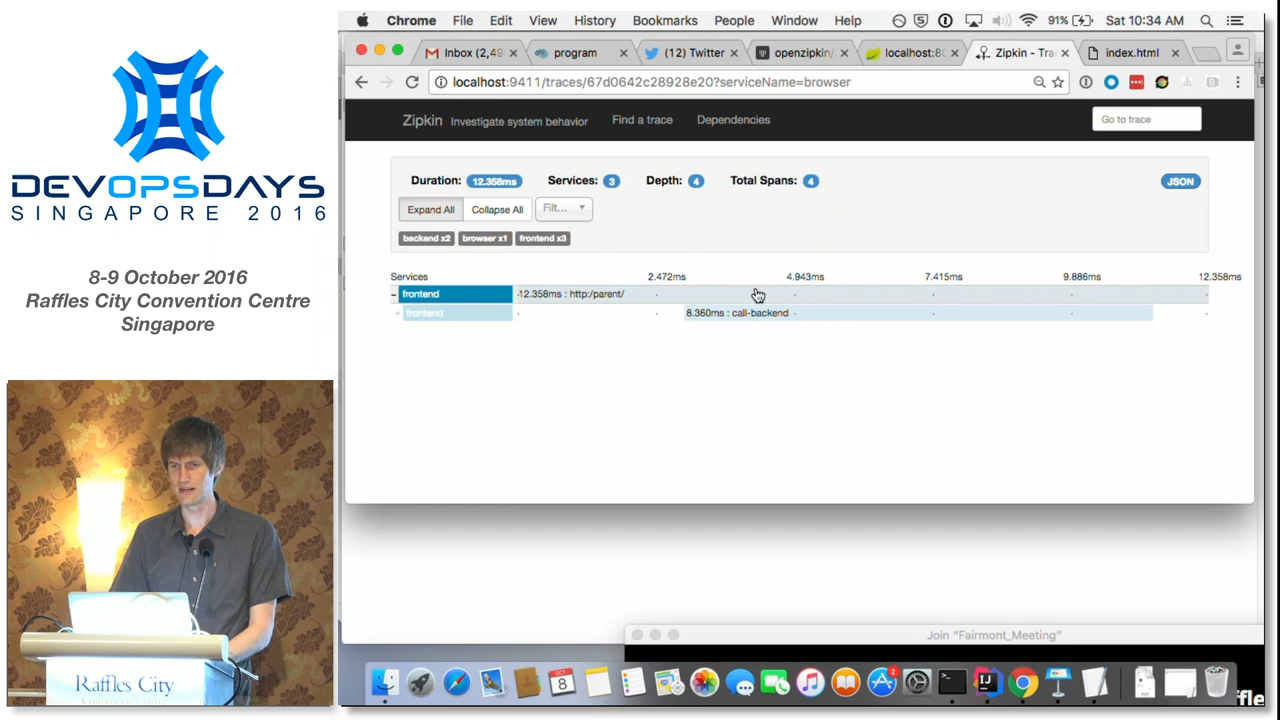 DEVOPSDAYS
SINGAPORE 2016
8-9 October 2016
Raffles City Convention Centre
Singapore
Raffles City
Chrome File Edit View History Bookmarks People Window Help
91% Sat 10:34 AM
Inbox (2,49 program (12) Twitter openzipkin/ localhost:80 Zipkin - Tra index.html
localhost:9411/traces/67d0642c28928e20?serviceName=browser
Zipkin Investigate system behavior Find a trace Dependencies Go to trace
Duration: 12.358ms Services: 3 Depth: 4 Total Spans: 4 JSON
Expand All Collapse All Filt...
backend x2 browser x1 frontend x3
Services 2.472ms 4.943ms 7.415ms 9.886ms 12.358ms
frontend 12.358ms : http:/parent/
frontend 8.360ms : call-backend
Join "Fairmont_Meeting"
OCT
8
2
ffle